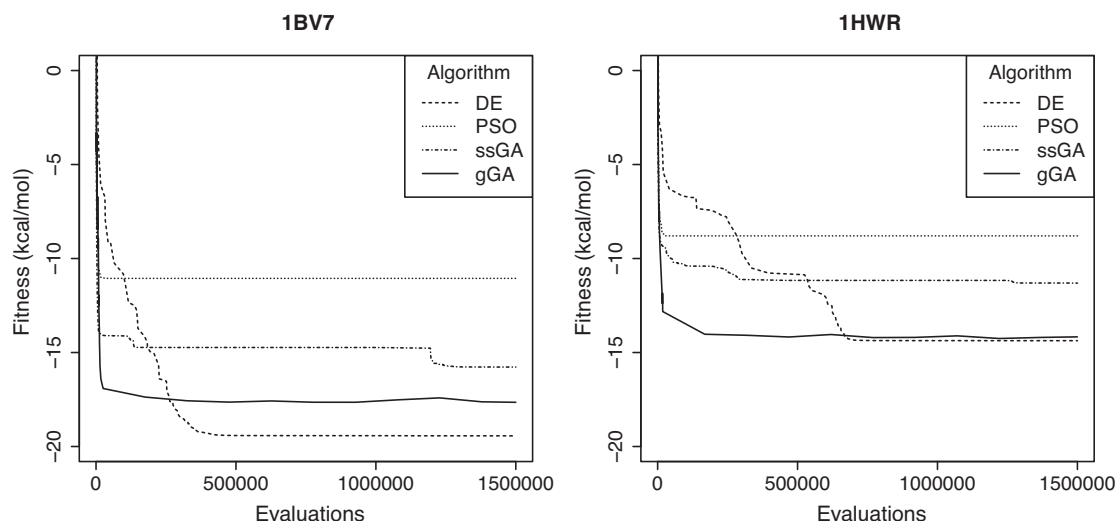 1BV7
Fitness (kcal/mol)
0
−5
−10
−15
−20
Algorithm
DE
PSO
ssGA
gGA
0
500000
1000000
1500000
Evaluations
1HWR
Fitness (kcal/mol)
0
−5
−10
−15
−20
Algorithm
DE
PSO
ssGA
gGA
0
500000
1000000
1500000
Evaluations